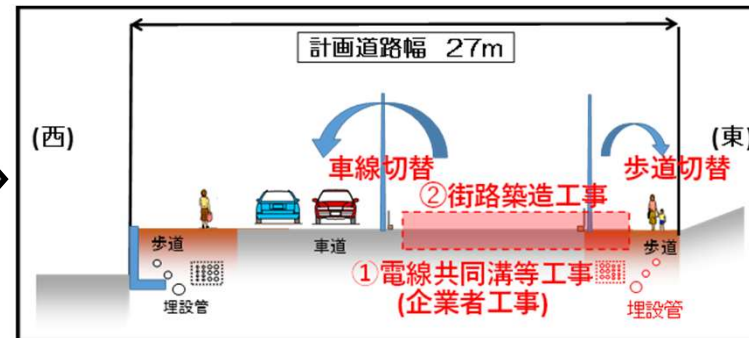 計画道路幅 27m
(西)
(東)
車線切替
歩道切替
②街路築造工事
歩道
車道
歩道
①電線共同溝等工事
(企業者工事)
埋設管
埋設管